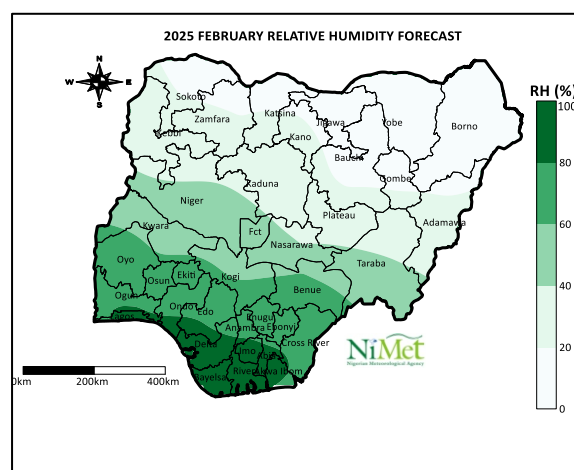 2025 FEBRUARY RELATIVE HUMIDITY FORECAST
N
W E
S
RH (%)
100
80
60
40
20
0
Sokoto
Zamfara
Katsina
Kano
Jigawa
Yobe
Borno
Kebbi
Bauchi
Gombe
Kaduna
Niger
Plateau
Adamawa
Kwara
Fct
Nasarawa
Taraba
Oyo
Osun
Ekiti
Kogi
Benue
Ogun
Ondo
Edo
Enugu
Anambra
Ebonyi
Lagos
Delta
Imo
Abia
Cross River
Bayelsa
Rivers
Akwa Ibom
0km 200km 400km
NiMet
Nigerian Meteorological Agency